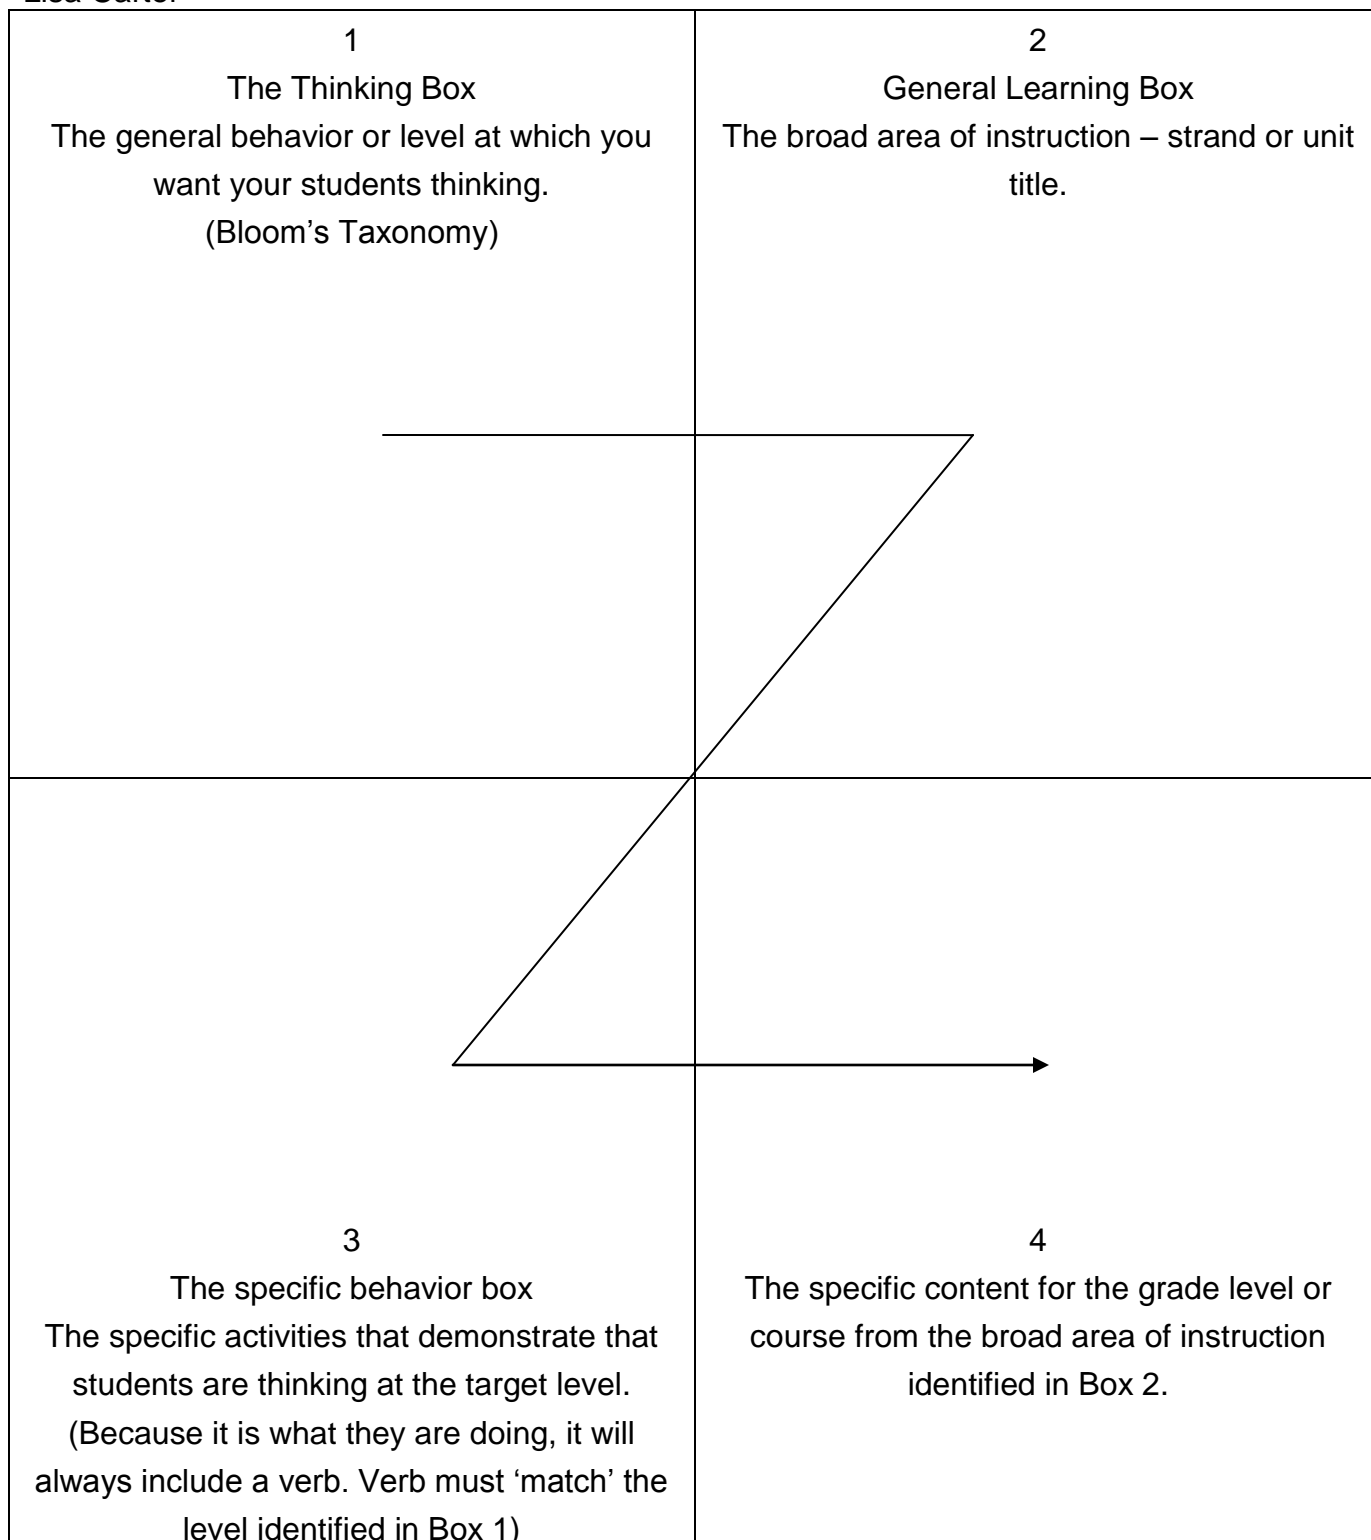 1
The Thinking Box
The general behavior or level at which you
want your students thinking.
(Bloom’s Taxonomy)
2
General Learning Box
The broad area of instruction – strand or unit
title.
3
The specific behavior box
The specific activities that demonstrate that
students are thinking at the target level.
(Because it is what they are doing, it will
always include a verb. Verb must ‘match’ the
level identified in Box 1)
4
The specific content for the grade level or
course from the broad area of instruction
identified in Box 2.